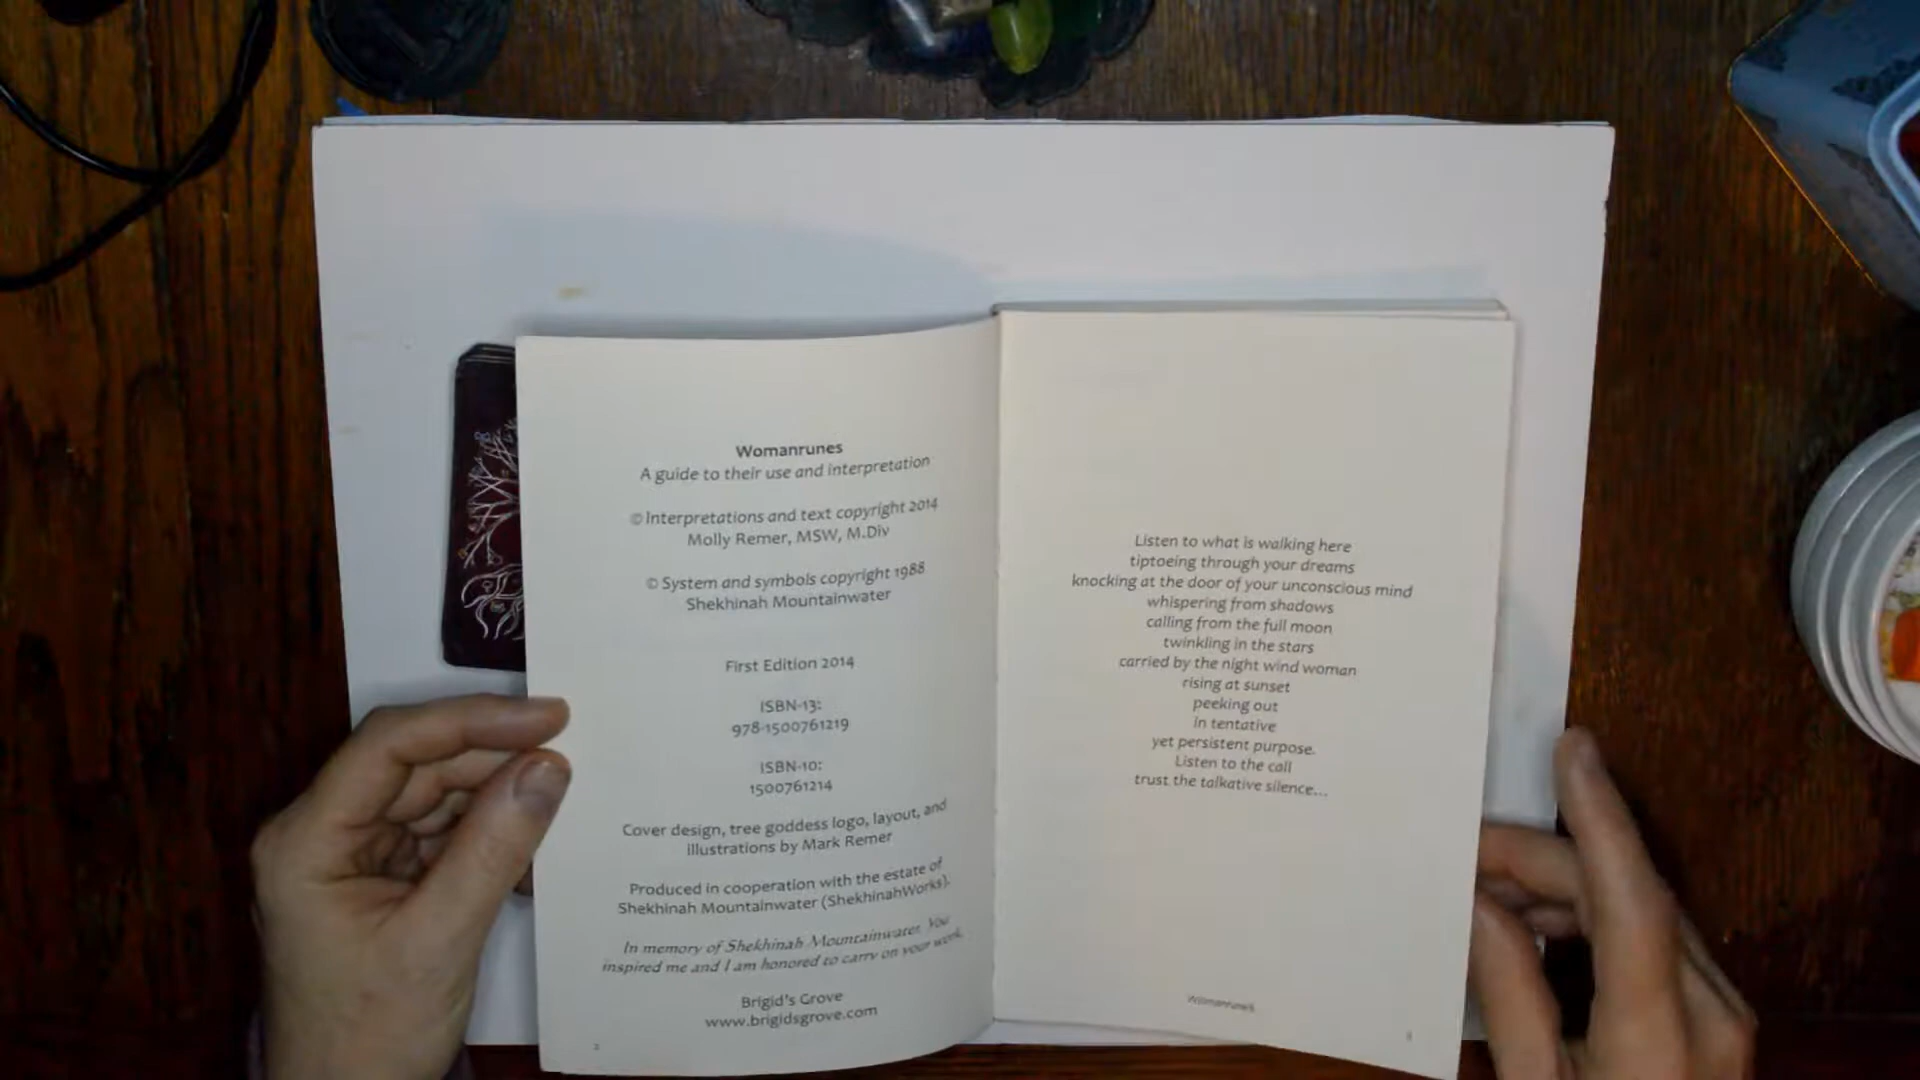 Womanrunes
A guide to their use and interpretation
© Interpretations and text copyright 2014
Molly Remer, MSW, M.Div
© System and symbols copyright 1988
Shekhinah Mountainwater
First Edition 2014
ISBN-13:
978-1500761219
ISBN-10:
1500761214
Cover design, tree goddess logo, layout, and
illustrations by Mark Remer
Produced in cooperation with the estate of
Shekhinah Mountainwater (ShekhinahWorks).
In memory of Shekhinah Mountainwater. You
inspired me and I am honored to carry on your work.
Brigid's Grove
www.brigidsgrove.com
2
Listen to what is walking here
tiptoeing through your dreams
knocking at the door of your unconscious mind
whispering from shadows
calling from the full moon
twinkling in the stars
carried by the night wind woman
rising at sunset
peeking out
in tentative
yet persistent purpose.
Listen to the call
trust the talkative silence...
Womanrunes